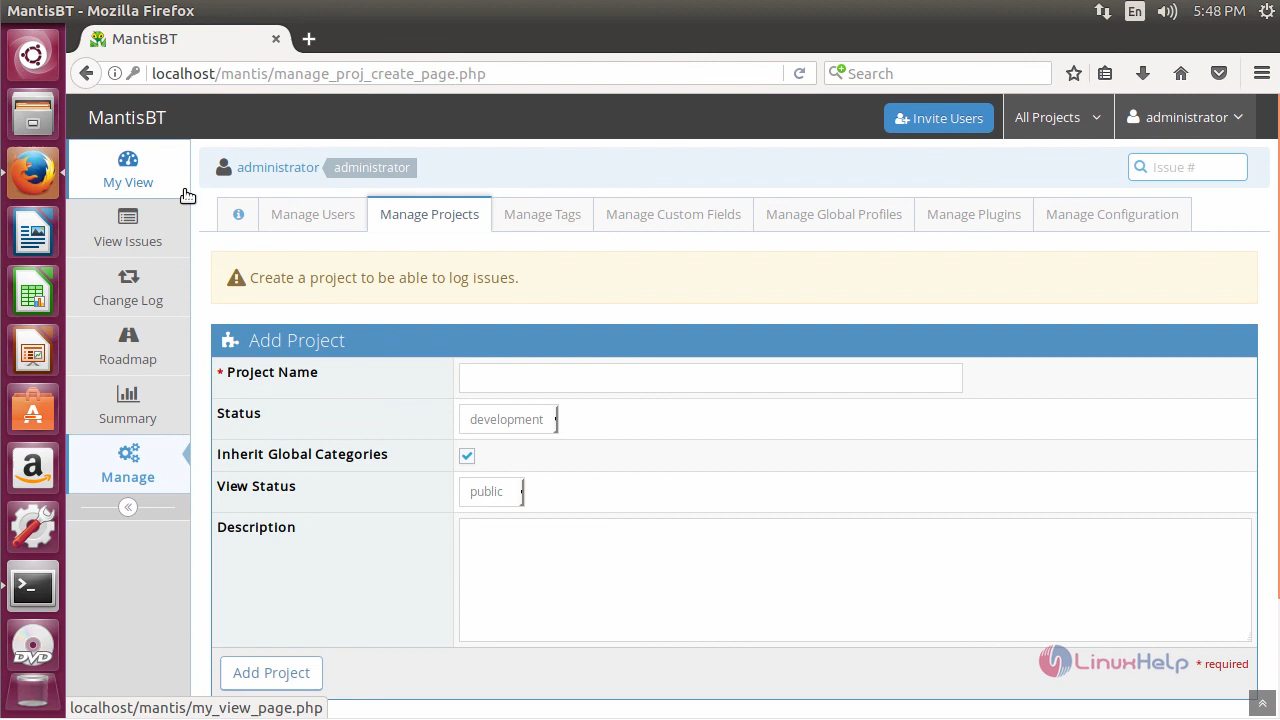 MantisBT - Mozilla Firefox
En
5:48 PM
MantisBT
localhost/mantis/manage_proj_create_page.php
Search
MantisBT
Invite Users
All Projects
administrator
My View
View Issues
Change Log
Roadmap
Summary
Manage
administrator
administrator
Issue #
Manage Users
Manage Projects
Manage Tags
Manage Custom Fields
Manage Global Profiles
Manage Plugins
Manage Configuration
Create a project to be able to log issues.
Add Project
* Project Name
Status
development
Inherit Global Categories
View Status
public
Description
Add Project
LinuxHelp
* required
DVD
localhost/mantis/my_view_page.php